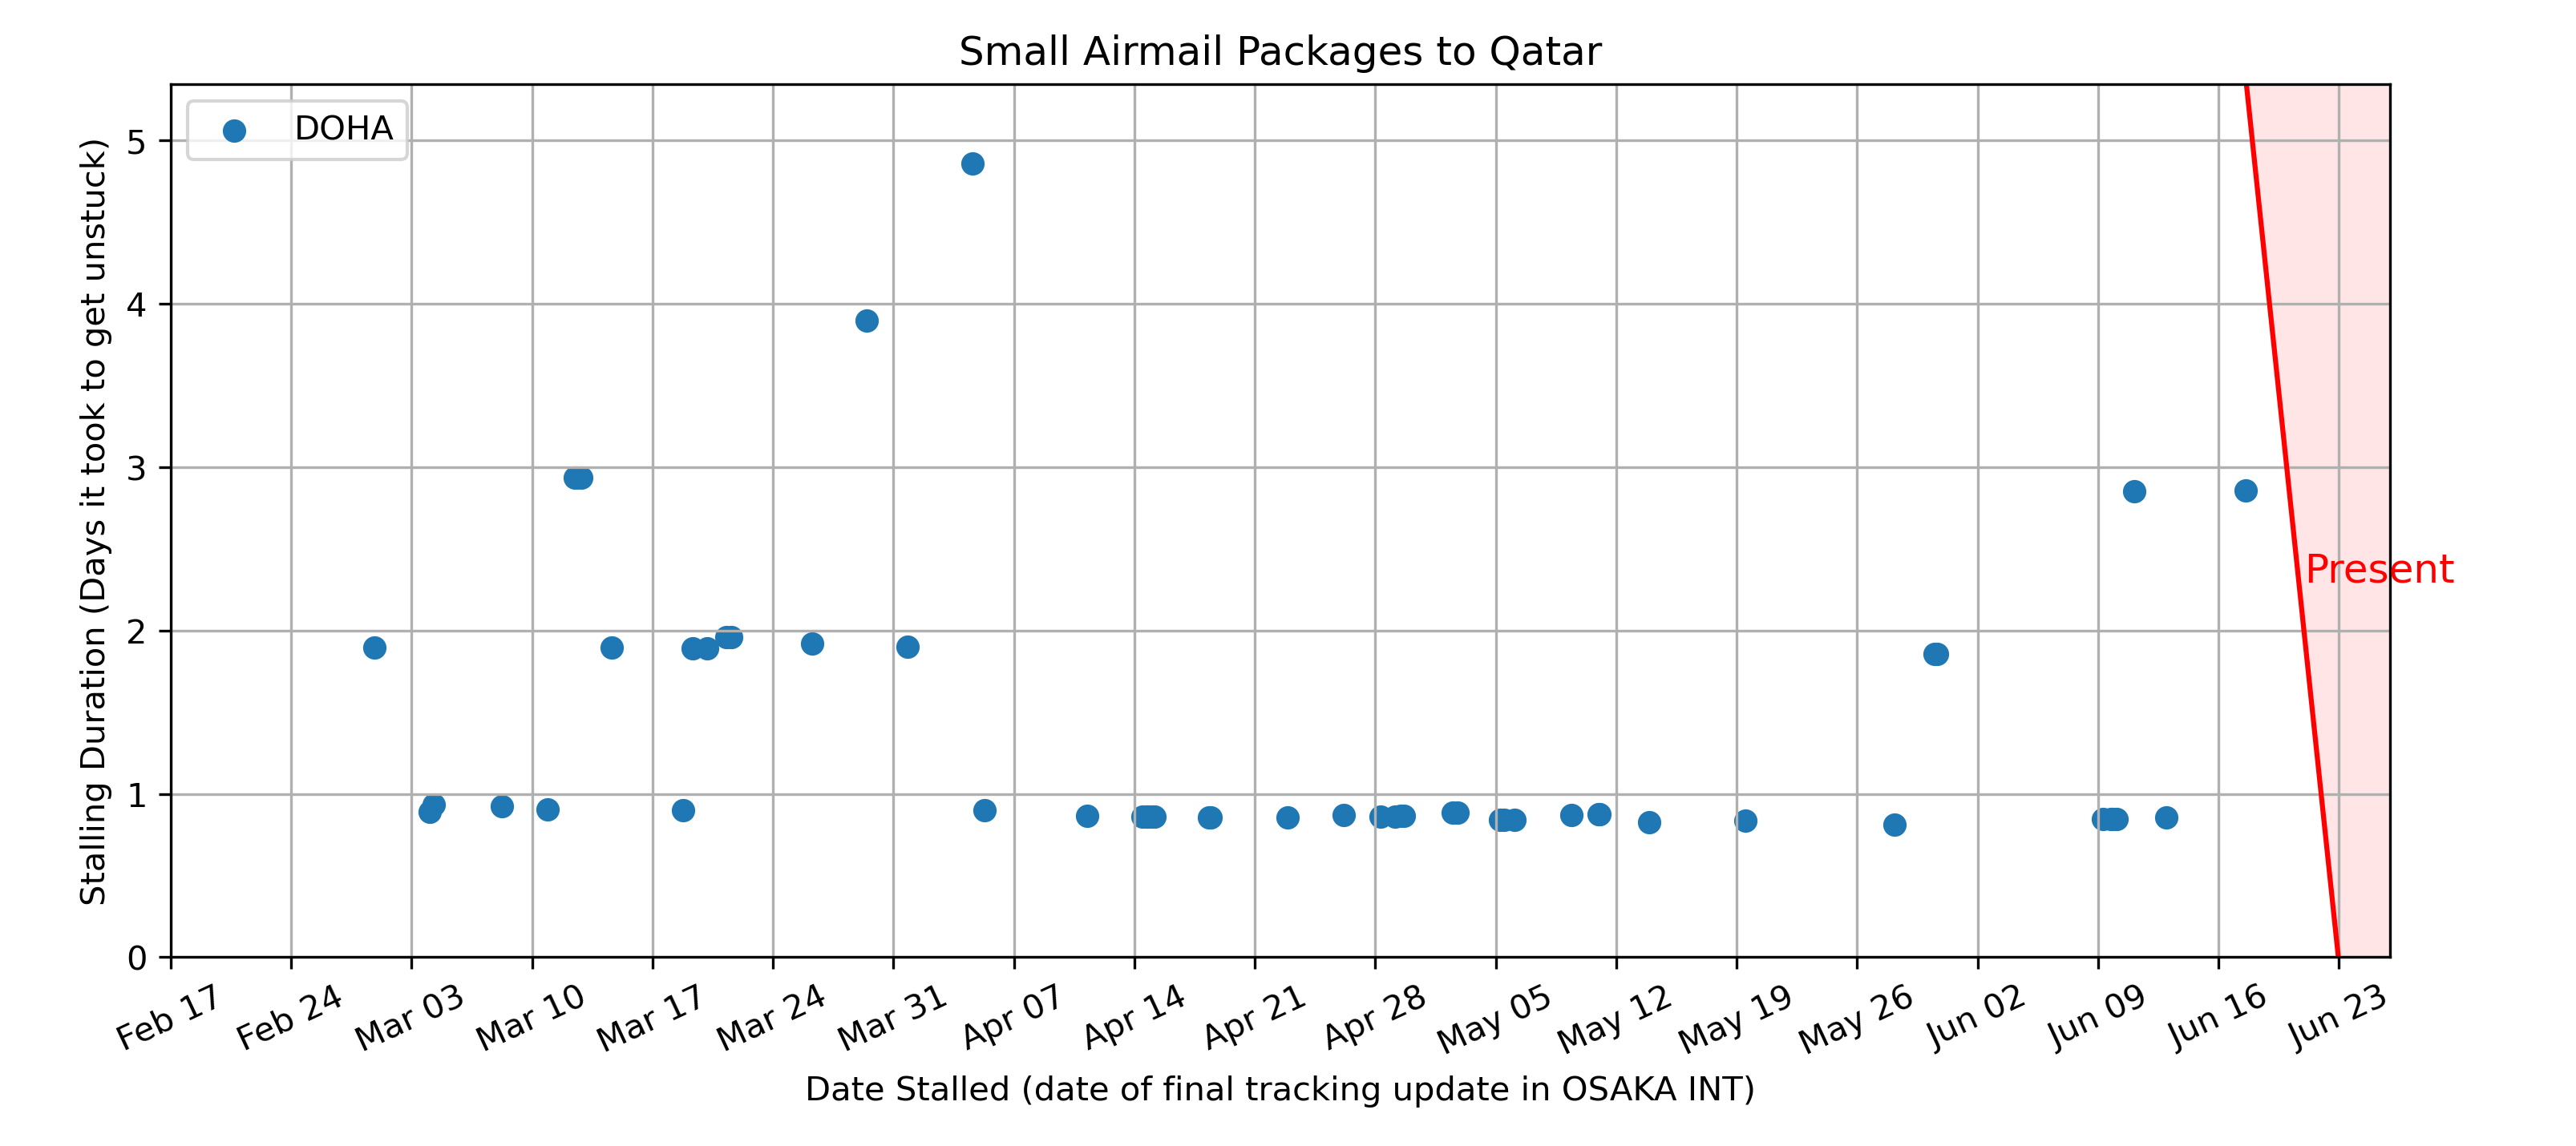 Small Airmail Packages to Qatar
DOHA
Stalling Duration (Days it took to get unstuck)
5
4
3
2
1
0
Present
Feb 17
Feb 24
Mar 03
Mar 10
Mar 17
Mar 24
Mar 31
Apr 07
Apr 14
Apr 21
Apr 28
May 05
May 12
May 19
May 26
Jun 02
Jun 09
Jun 16
Jun 23
Date Stalled (date of final tracking update in OSAKA INT)